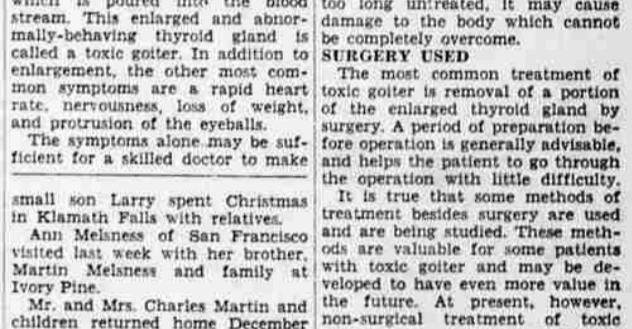 which is poured into the blood
stream. This enlarged and abnor-
mally-behaving thyroid gland is
called a toxic goiter. In addition to
enlargement, the other most com-
mon symptoms are a rapid heart
rate, nervousness, loss of weight,
and protrusion of the eyeballs.
The symptoms alone may be suf-
ficient for a skilled doctor to make
small son Larry spent Christmas
in Klamath Falls with relatives.
Ann Melsness of San Francisco
visited last week with her brother,
Martin Melsness and family at
Ivory Pine.
Mr. and Mrs. Charles Martin and
children returned home December
too long untreated, it may cause
damage to the body which cannot
be completely overcome.
SURGERY USED
The most common treatment of
toxic goiter is removal of a portion
of the enlarged thyroid gland by
surgery. A period of preparation be-
fore operation is generally advisable,
and helps the patient to go through
the operation with little difficulty.
It is true that some methods of
treatment besides surgery are used
and are being studied. These meth-
ods are valuable for some patients
with toxic goiter and may be de-
veloped to have even more value in
the future. At present, however,
non-surgical treatment of toxic